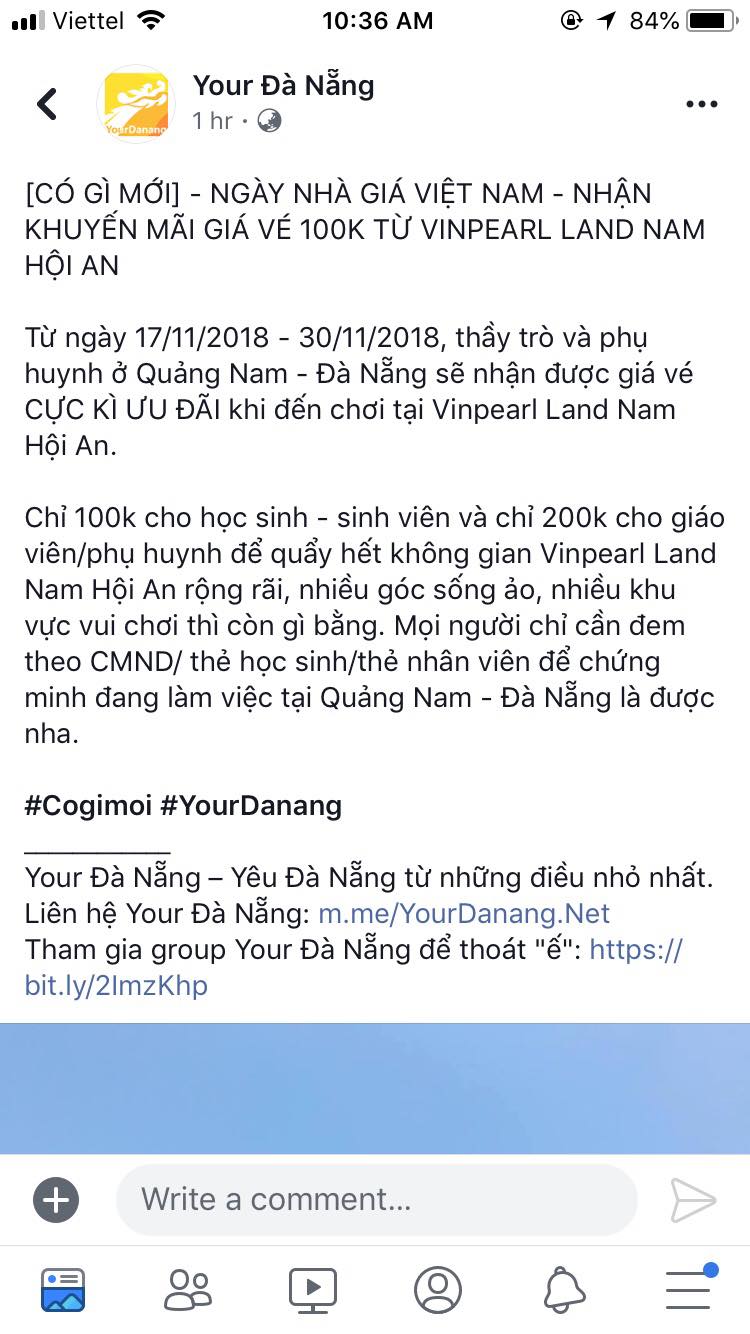 Viettel 10:36 AM 84%
Your Đà Nẵng
YourDanang
1 hr ·
[CÓ GÌ MỚI] - NGÀY NHÀ GIÁ VIỆT NAM - NHẬN
KHUYẾN MÃI GIÁ VÉ 100K TỪ VINPEARL LAND NAM
HỘI AN
Từ ngày 17/11/2018 - 30/11/2018, thầy trò và phụ
huynh ở Quảng Nam - Đà Nẵng sẽ nhận được giá vé
CỰC KÌ ƯU ĐÃI khi đến chơi tại Vinpearl Land Nam
Hội An.
Chỉ 100k cho học sinh - sinh viên và chỉ 200k cho giáo
viên/phụ huynh để quẩy hết không gian Vinpearl Land
Nam Hội An rộng rãi, nhiều góc sống ảo, nhiều khu
vực vui chơi thì còn gì bằng. Mọi người chỉ cần đem
theo CMND/ thẻ học sinh/thẻ nhân viên để chứng
minh đang làm việc tại Quảng Nam - Đà Nẵng là được
nha.
#Cogimoi #YourDanang
___________
Your Đà Nẵng – Yêu Đà Nẵng từ những điều nhỏ nhất.
Liên hệ Your Đà Nẵng: m.me/YourDanang.Net
Tham gia group Your Đà Nẵng để thoát "ế": https://
bit.ly/2ImzKhp
Write a comment...